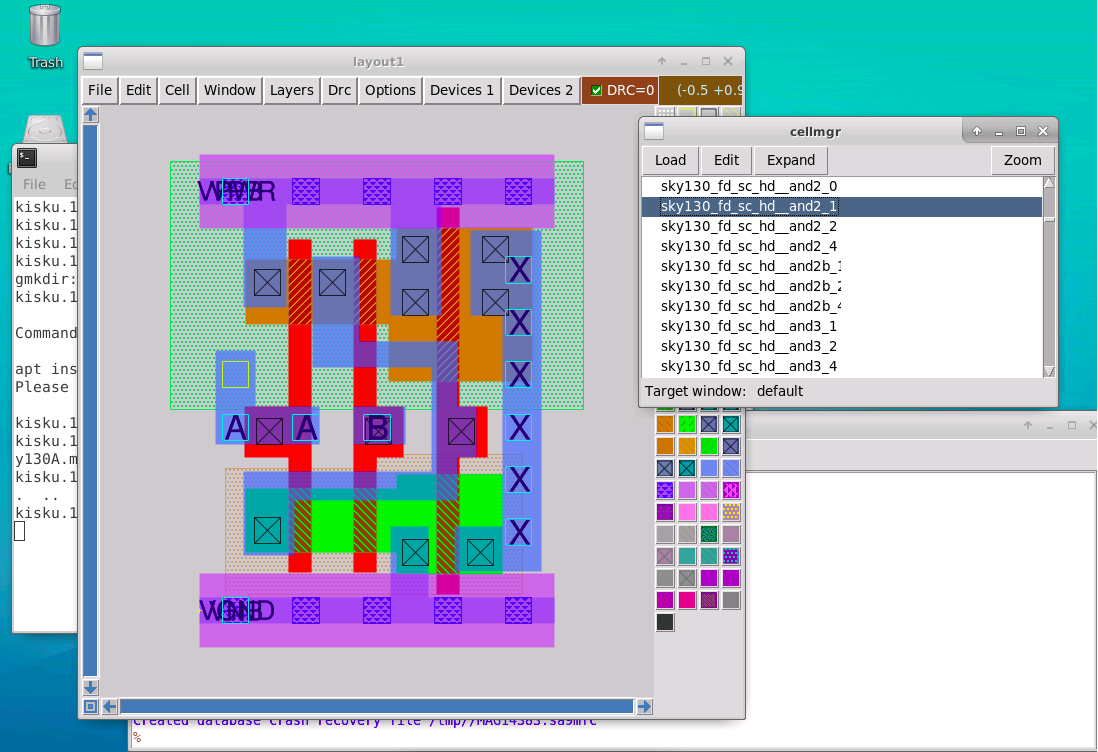 Trash
layout1
File Edit Cell Window Layers Drc Options Devices 1 Devices 2 DRC=0 (-0.5 +0.9
cellmgr
Load Edit Expand Zoom
sky130_fd_sc_hd__and2_0
sky130_fd_sc_hd__and2_1
sky130_fd_sc_hd__and2_2
sky130_fd_sc_hd__and2_4
sky130_fd_sc_hd__and2b_1
sky130_fd_sc_hd__and2b_2
sky130_fd_sc_hd__and2b_4
sky130_fd_sc_hd__and3_1
sky130_fd_sc_hd__and3_2
sky130_fd_sc_hd__and3_4
Target window: default
File Ed
kisku.1
kisku.1
kisku.1
kisku.1
gmkdir:
kisku.1
Command
apt ins
Please
kisku.1
kisku.1
y130A.m
kisku.1
. ..
kisku.1
X
X
X
A A B X
X
X
Created database crash recovery file /tmp//MAG14383.sa9mrc
%